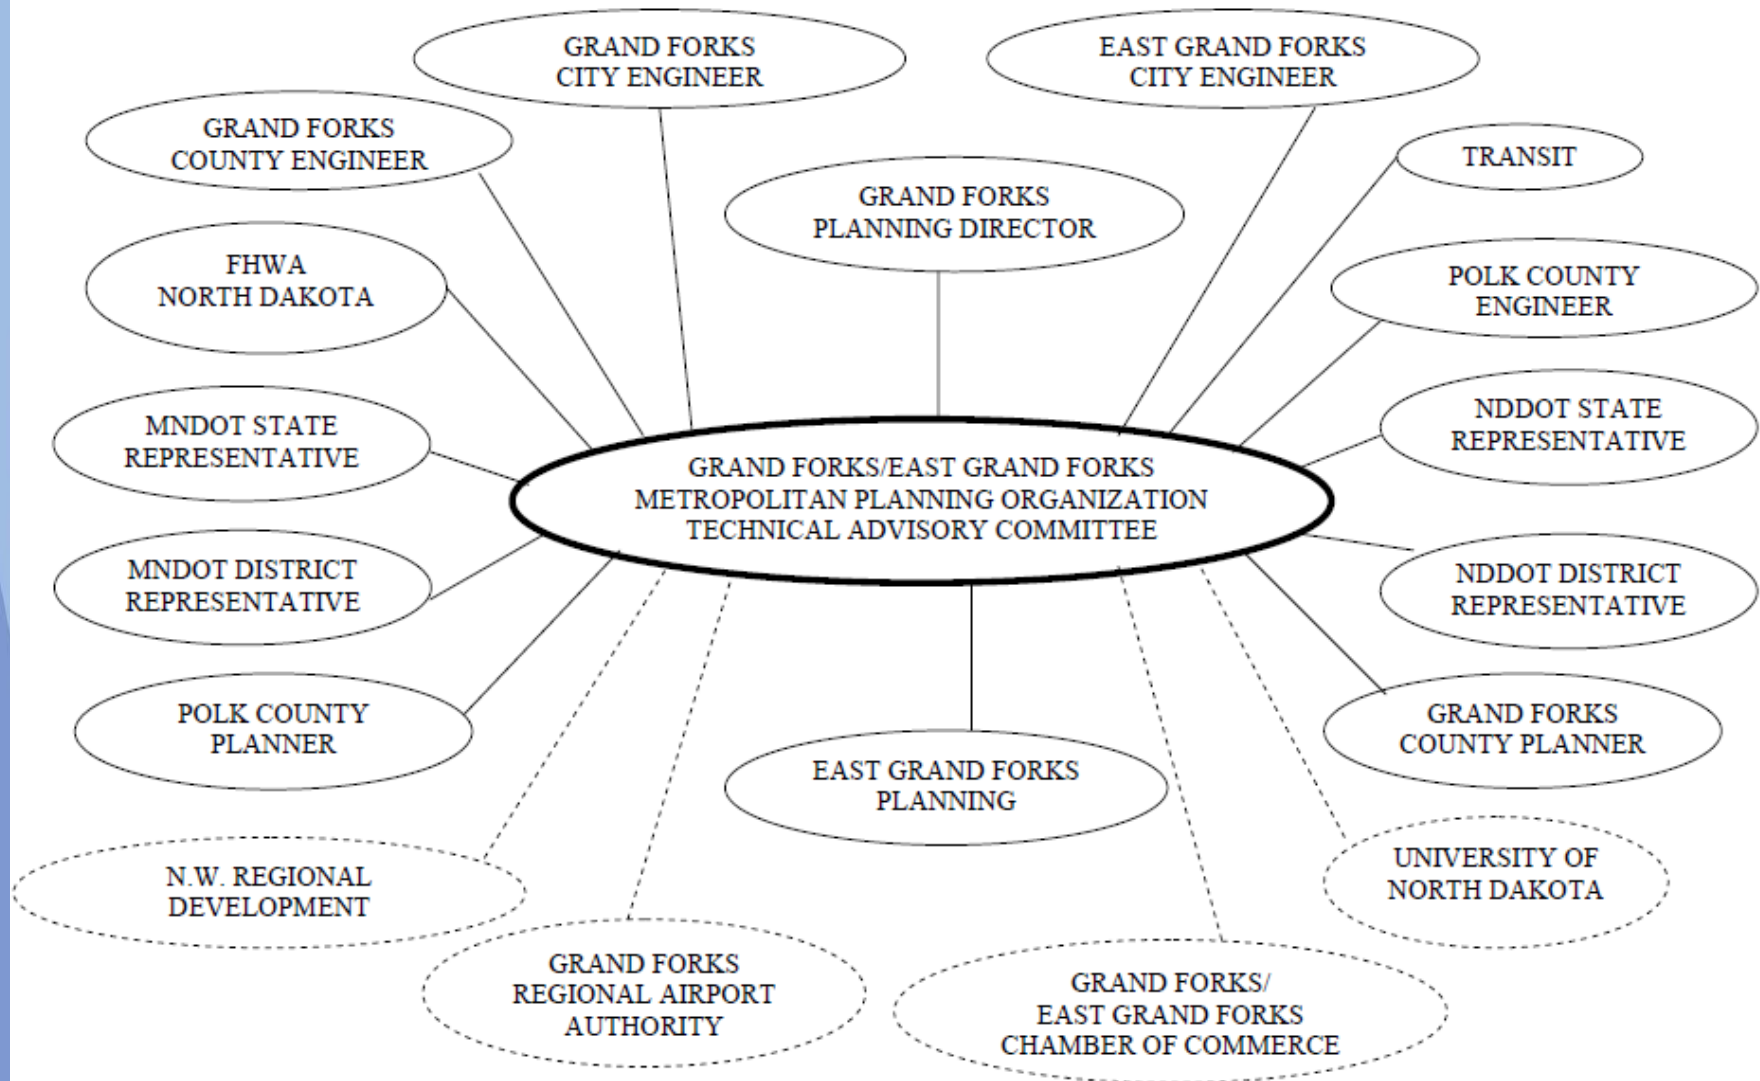 GRAND FORKS
CITY ENGINEER
EAST GRAND FORKS
CITY ENGINEER
GRAND FORKS
COUNTY ENGINEER
TRANSIT
GRAND FORKS
PLANNING DIRECTOR
FHWA
NORTH DAKOTA
POLK COUNTY
ENGINEER
MNDOT STATE
REPRESENTATIVE
NDDOT STATE
REPRESENTATIVE
GRAND FORKS/EAST GRAND FORKS
METROPOLITAN PLANNING ORGANIZATION
TECHNICAL ADVISORY COMMITTEE
MNDOT DISTRICT
REPRESENTATIVE
NDDOT DISTRICT
REPRESENTATIVE
POLK COUNTY
PLANNER
GRAND FORKS
COUNTY PLANNER
EAST GRAND FORKS
PLANNING
N.W. REGIONAL
DEVELOPMENT
UNIVERSITY OF
NORTH DAKOTA
GRAND FORKS
REGIONAL AIRPORT
AUTHORITY
GRAND FORKS/
EAST GRAND FORKS
CHAMBER OF COMMERCE